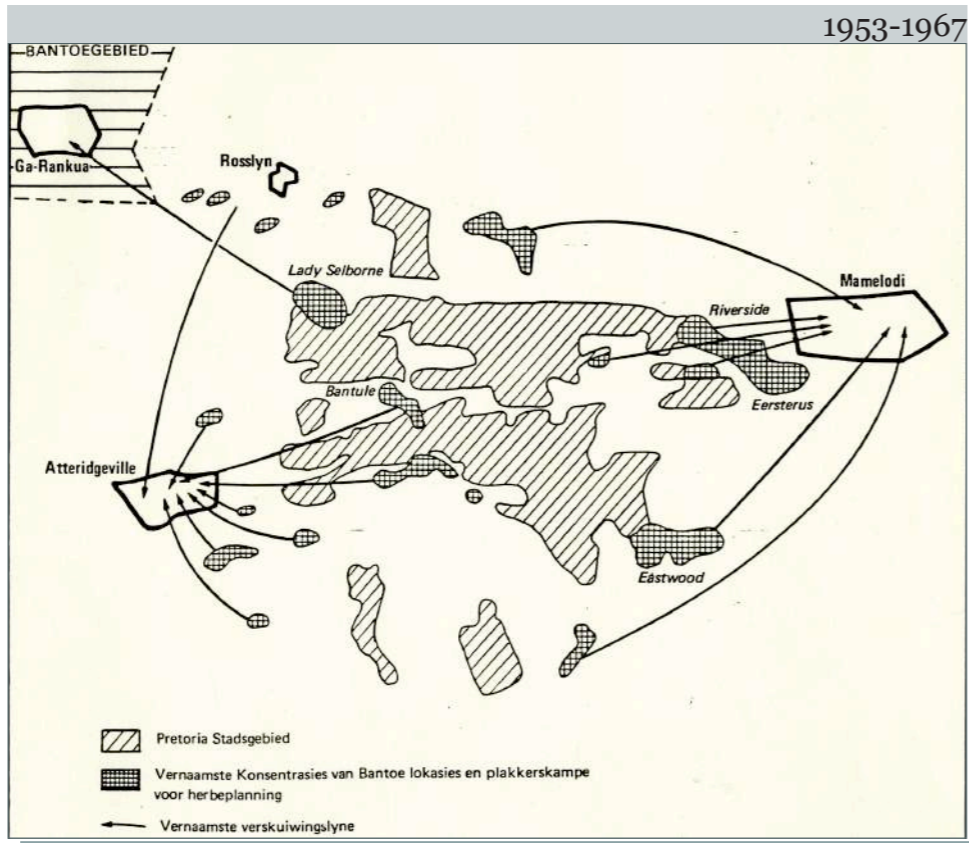 1953-1967
BANTOEGEBIED
Ga-Rankua
Rosslyn
Lady Selborne
Mamelodi
Riverside
Bantule
Eersterus
Atteridgeville
Eastwood
Pretoria Stadsgebied
Vernaamste Konsentrasies van Bantoe lokasies en plakkerskampe
voor herbeplanning
Vernaamste verskuiwingslyne